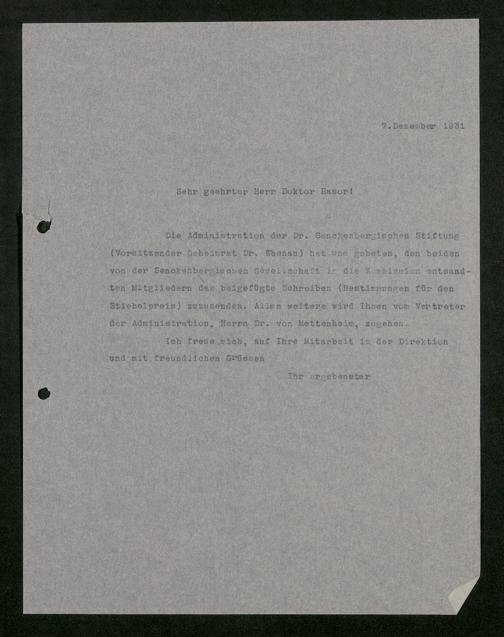 7.Dezember 1931
Sehr geehrter Herr Doktor Rasor!
Die Administration der Dr. Senckenbergischen Stiftung
(Vorsitzender Geheimrat Dr. Ebenau) hat uns gebeten, den beiden
von der Senckenbergischen Gesellschaft in die Kommission entsand-
ten Mitgliedern das beigefügte Schreiben (Bestimmungen für den
Stiebelpreis) zuzusenden. Alles weitere wird Ihnen vom Vertreter
der Administration, Herrn Dr. von Mettenheim, zugehen.
Ich freue mich, auf Ihre Mitarbeit in der Direktion
und mit freundlichen Grüssen
Ihr ergebenster